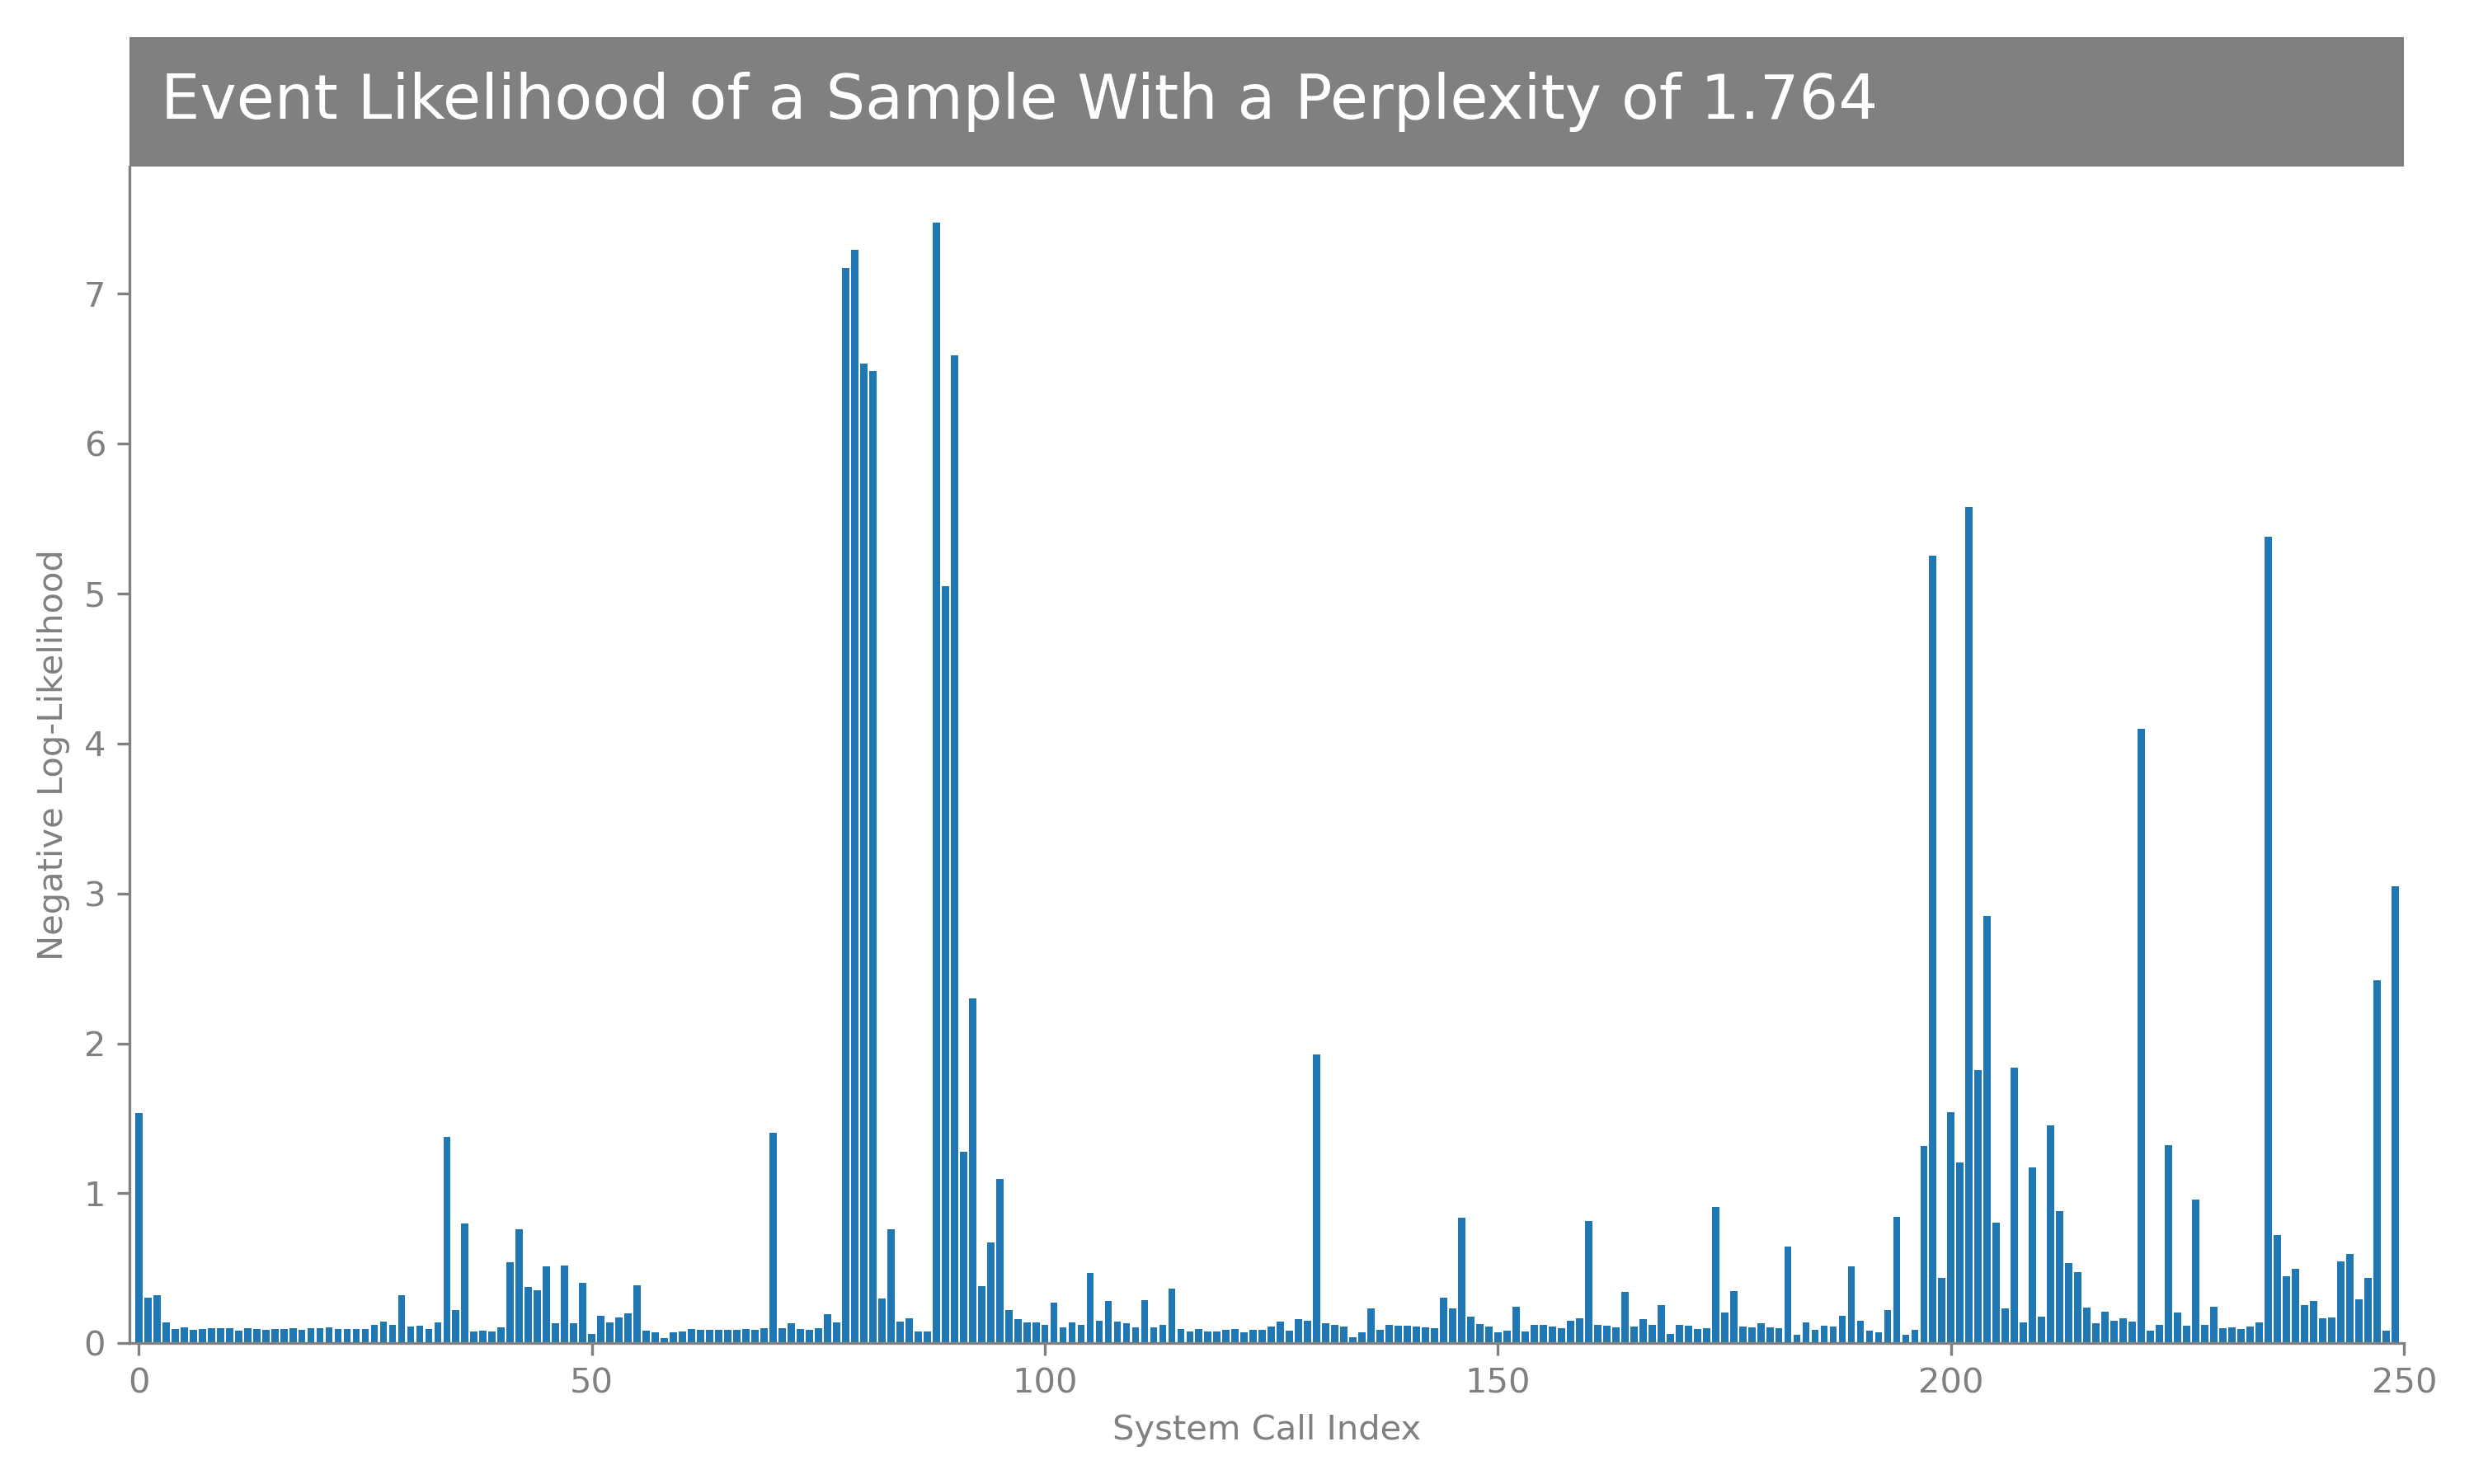 Event Likelihood of a Sample With a Perplexity of 1.764
Negative Log-Likelihood
7
6
5
4
3
2
1
0
0 50 100 150 200 250
System Call Index